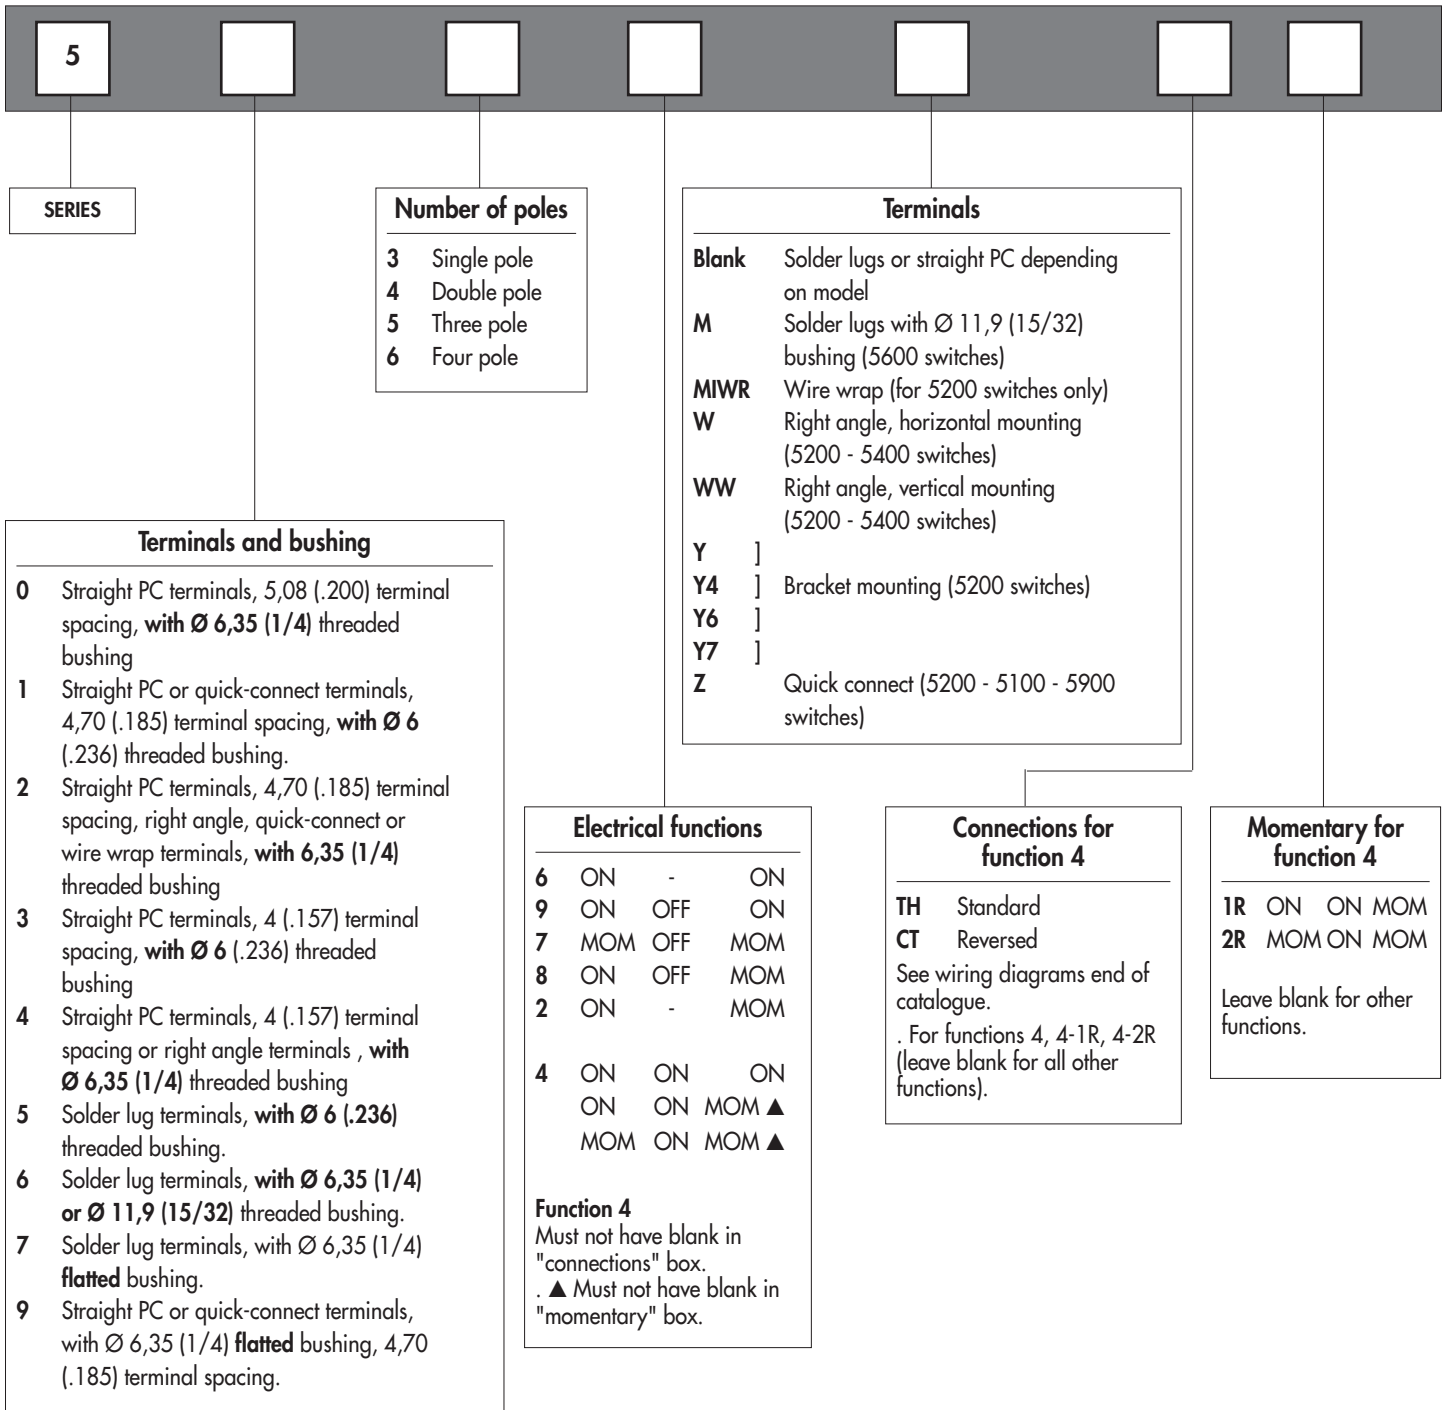 5
SERIES
Number of poles
3 Single pole
4 Double pole
5 Three pole
6 Four pole
Terminals
Blank Solder lugs or straight PC depending
on model
M Solder lugs with Ø 11,9 (15/32)
bushing (5600 switches)
MIWR Wire wrap (for 5200 switches only)
W Right angle, horizontal mounting
(5200 - 5400 switches)
WW Right angle, vertical mounting
(5200 - 5400 switches)
Y ]
Y4 ] Bracket mounting (5200 switches)
Y6 ]
Y7 ]
Z Quick connect (5200 - 5100 - 5900
switches)
Terminals and bushing
0 Straight PC terminals, 5,08 (.200) terminal
spacing, with Ø 6,35 (1/4) threaded
bushing
1 Straight PC or quick-connect terminals,
4,70 (.185) terminal spacing, with Ø 6
(.236) threaded bushing.
2 Straight PC terminals, 4,70 (.185) terminal
spacing, right angle, quick-connect or
wire wrap terminals, with 6,35 (1/4)
threaded bushing
3 Straight PC terminals, 4 (.157) terminal
spacing, with Ø 6 (.236) threaded
bushing
4 Straight PC terminals, 4 (.157) terminal
spacing or right angle terminals , with
Ø 6,35 (1/4) threaded bushing
5 Solder lug terminals, with Ø 6 (.236)
threaded bushing.
6 Solder lug terminals, with Ø 6,35 (1/4)
or Ø 11,9 (15/32) threaded bushing.
7 Solder lug terminals, with Ø 6,35 (1/4)
flatted bushing.
9 Straight PC or quick-connect terminals,
with Ø 6,35 (1/4) flatted bushing, 4,70
(.185) terminal spacing.
Electrical functions
6 ON - ON
9 ON OFF ON
7 MOM OFF MOM
8 ON OFF MOM
2 ON - MOM
4 ON ON ON
ON ON MOM ▲
MOM ON MOM ▲
Function 4
Must not have blank in
"connections" box.
. ▲ Must not have blank in
"momentary" box.
Connections for
function 4
TH Standard
CT Reversed
See wiring diagrams end of
catalogue.
. For functions 4, 4-1R, 4-2R
(leave blank for all other
functions).
Momentary for
function 4
1R ON ON MOM
2R MOM ON MOM
Leave blank for other
functions.